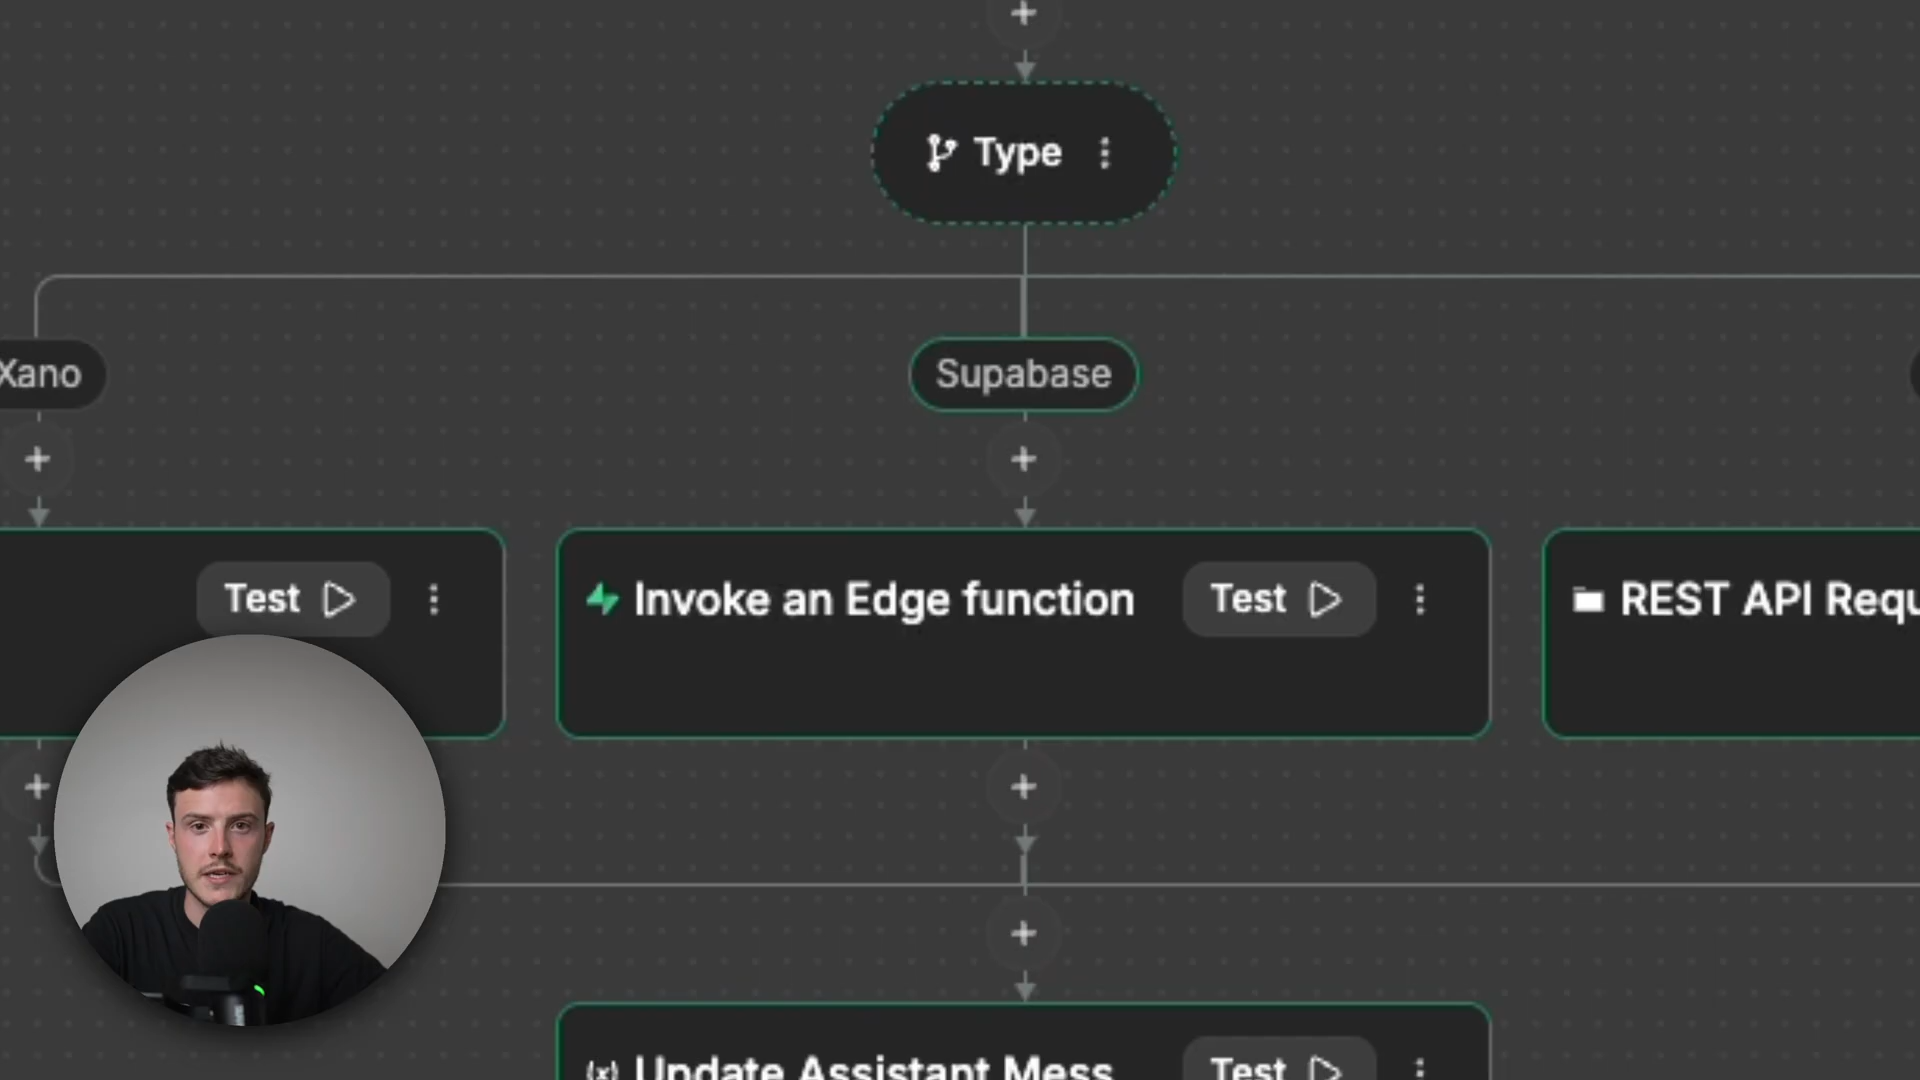 Type
Xano
Supabase
Test
Invoke an Edge function
Test
REST API Requ
Update Assistant Mess
Test